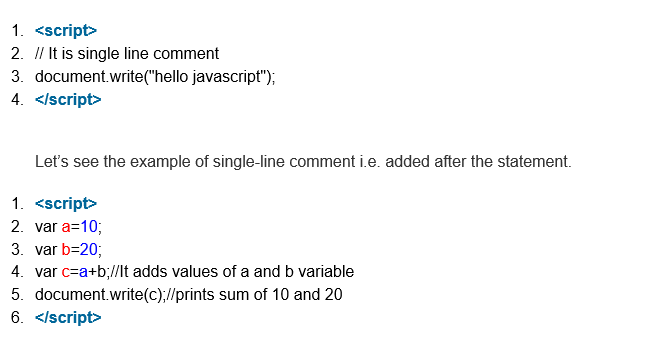 1. <script>
2. // It is single line comment
3. document.write("hello javascript");
4. </script>
Let’s see the example of single-line comment i.e. added after the statement.
1. <script>
2. var a=10;
3. var b=20;
4. var c=a+b;//It adds values of a and b variable
5. document.write(c);//prints sum of 10 and 20
6. </script>